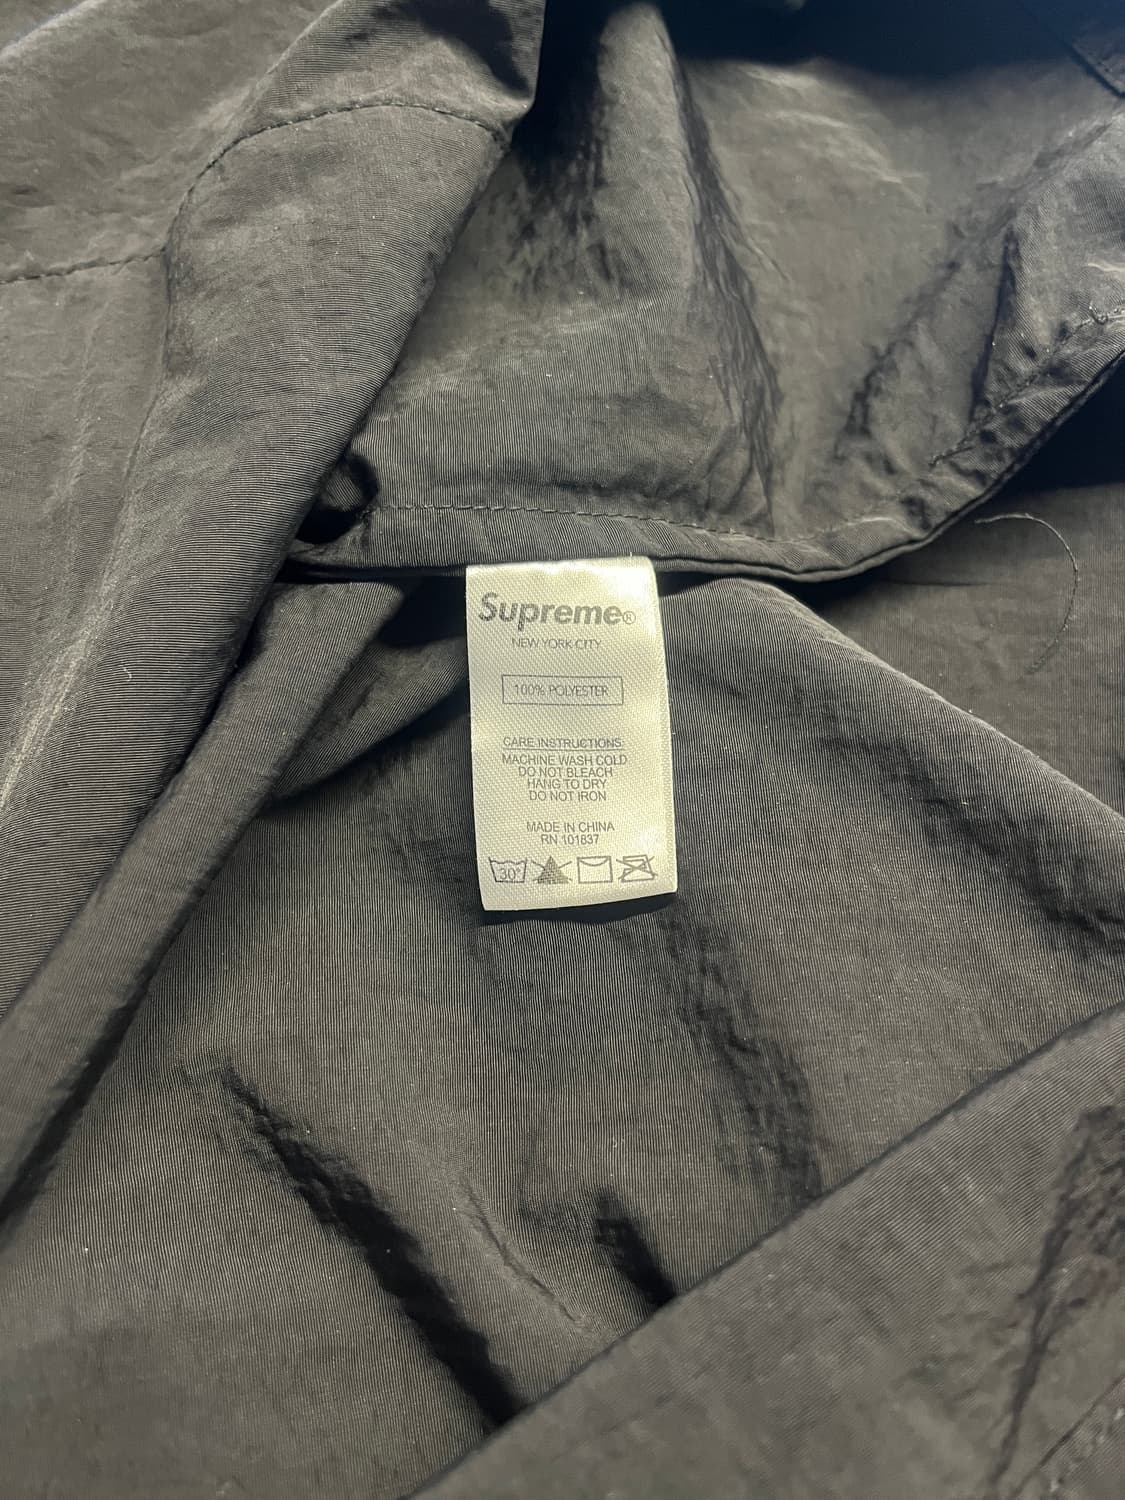 Supreme®
NEW YORK CITY
100% POLYESTER
CARE INSTRUCTIONS:
MACHINE WASH COLD
DO NOT BLEACH
HANG TO DRY
DO NOT IRON
MADE IN CHINA
RN 101837
30°